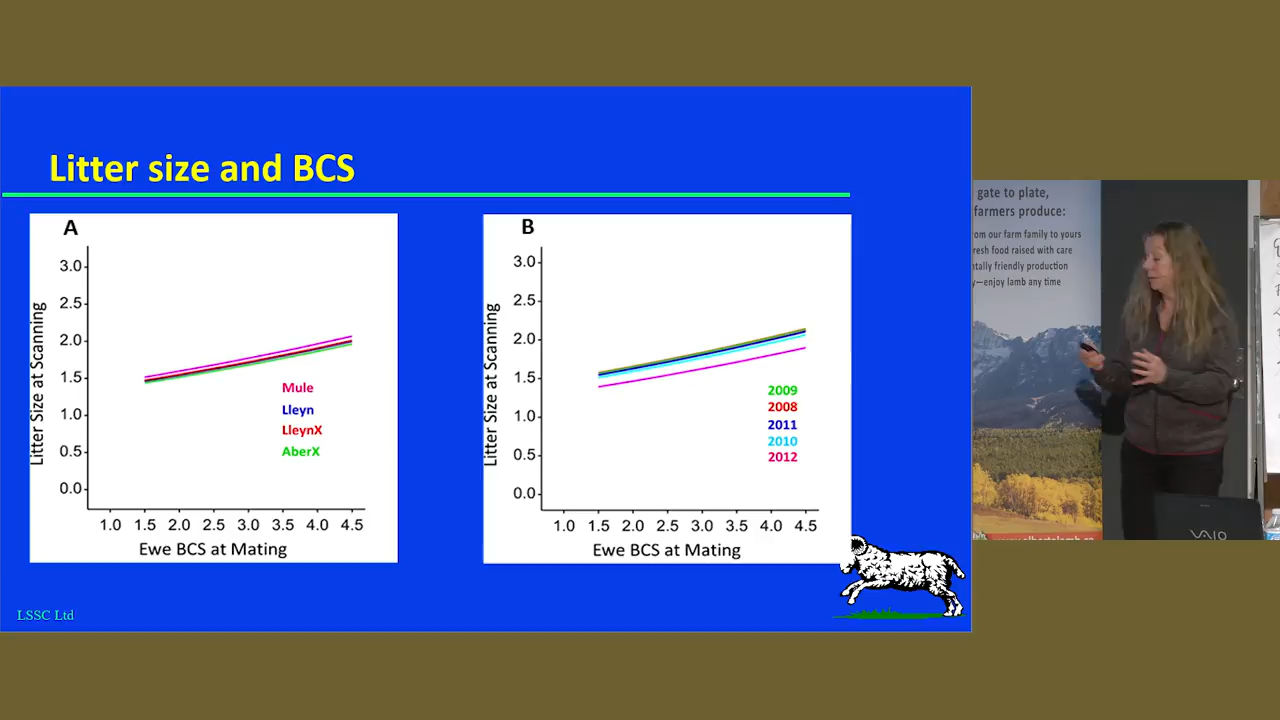 Litter size and BCS
A
Litter Size at Scanning
3.0
2.5
2.0
1.5
1.0
0.5
0.0
Mule
Lleyn
LleynX
AberX
1.0 1.5 2.0 2.5 3.0 3.5 4.0 4.5
Ewe BCS at Mating
B
Litter Size at Scanning
3.0
2.5
2.0
1.5
1.0
0.5
0.0
2009
2008
2011
2010
2012
1.0 1.5 2.0 2.5 3.0 3.5 4.0 4.5
Ewe BCS at Mating
LSSC Ltd
gate to plate,
farmers produce:
om our farm family to yours
resh food raised with care
ntally friendly production
y—enjoy lamb any time
VAIO